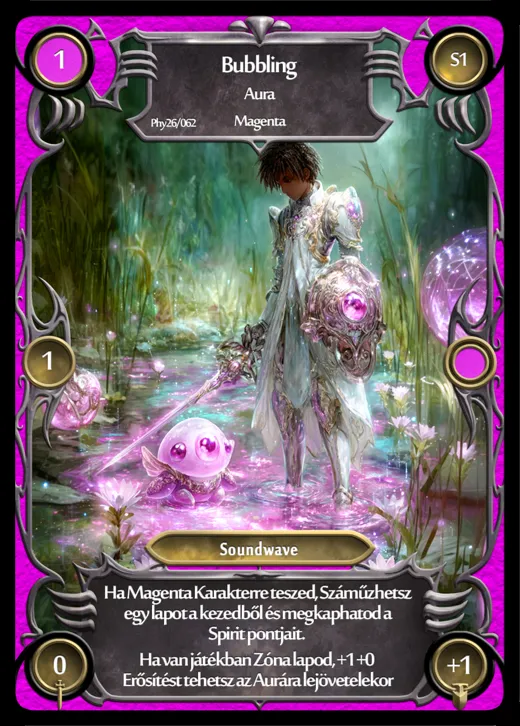 1
S1
Bubbling
Aura
Phy26/062
Magenta
1
Soundwave
Ha Magenta Karakterre teszed, Száműzhetsz
egy lapot a kezedből és megkaphatod a
Spirit pontjait.
Ha van játékban Zóna lapod, +1 +0
Erősítést tehetsz az Aurára lejövetelekor
0
+1